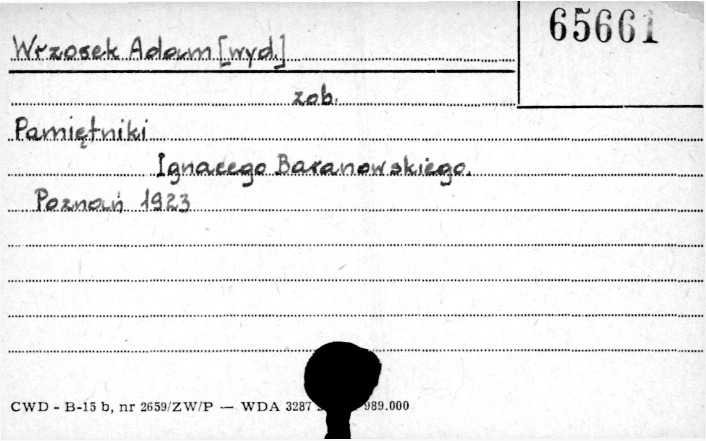 65661
Wrzosek Adam [wyd.]
zob.
Pamiętniki
Ignacego Baranowskiego.
Poznań 1923
CWD - B-15 b, nr 2659/ZW/P — WDA 3287 989.000